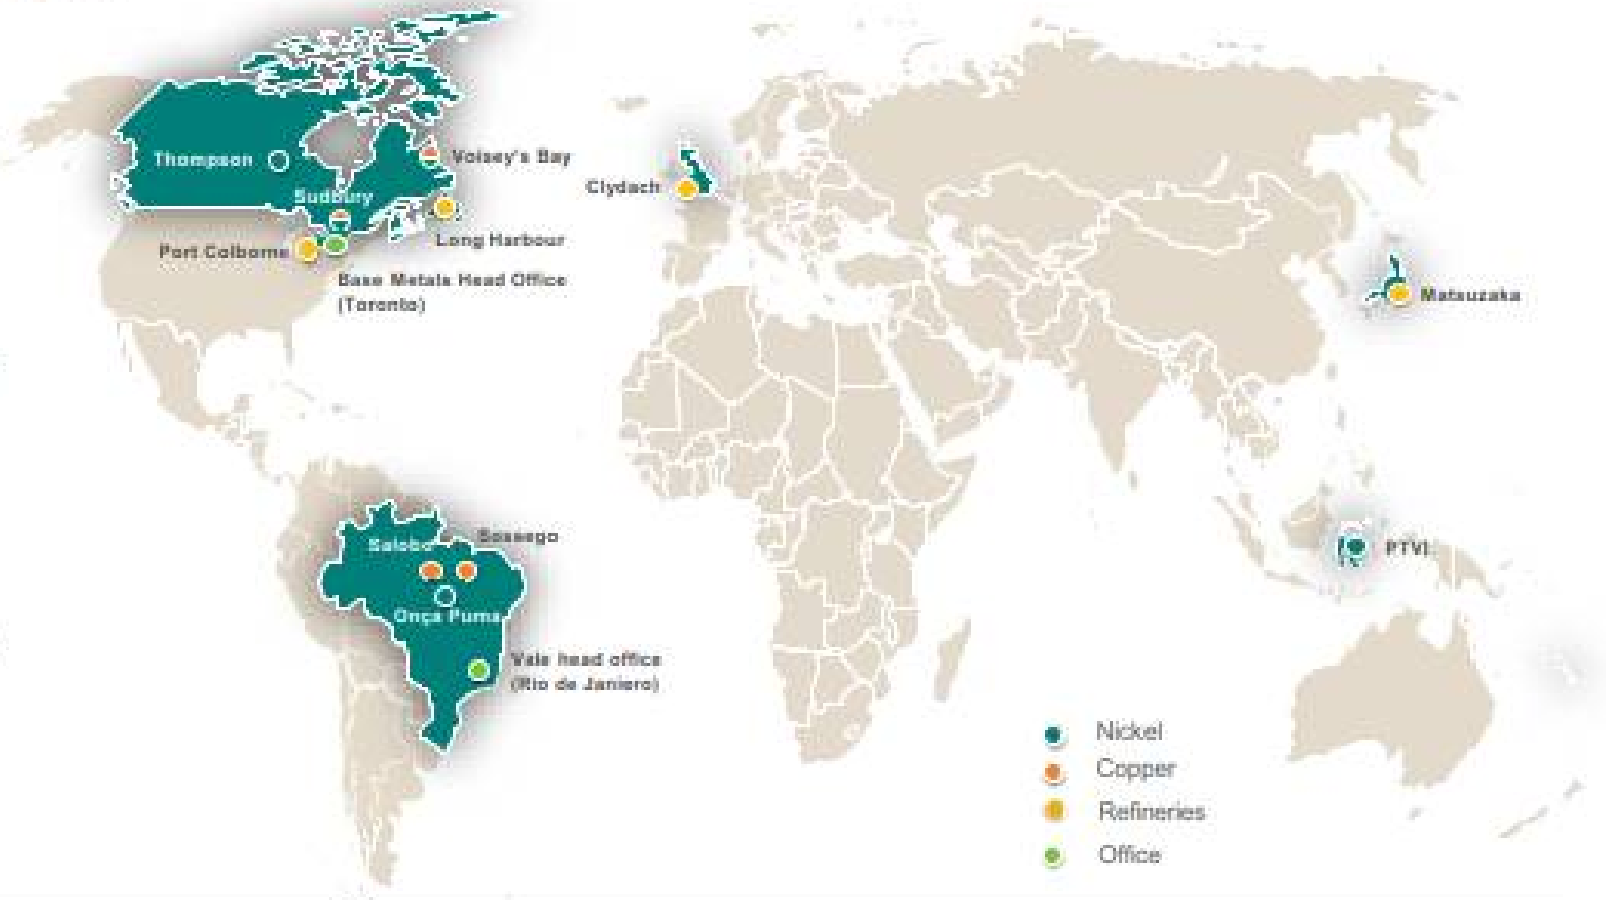 Thompson
Voisey's Bay
Sudbury
Clydach
Long Harbour
Port Colborne
Base Metals Head Office
(Toronto)
Matsuzaka
Sossego
Salobo
PTVI
Onça Puma
Vale head office
(Rio de Janiero)
Nickel
Copper
Refineries
Office